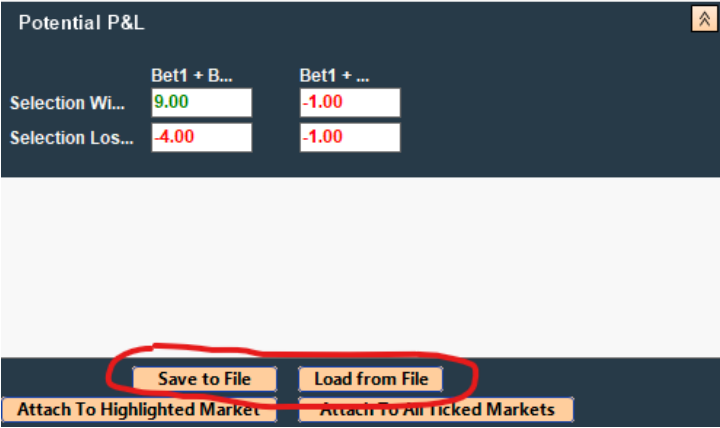 Potential P&L
Bet1 + B... Bet1 + ...
Selection Wi... 9.00 -1.00
Selection Los... -4.00 -1.00
Save to File Load from File
Attach To Highlighted Market Attach To All Ticked Markets